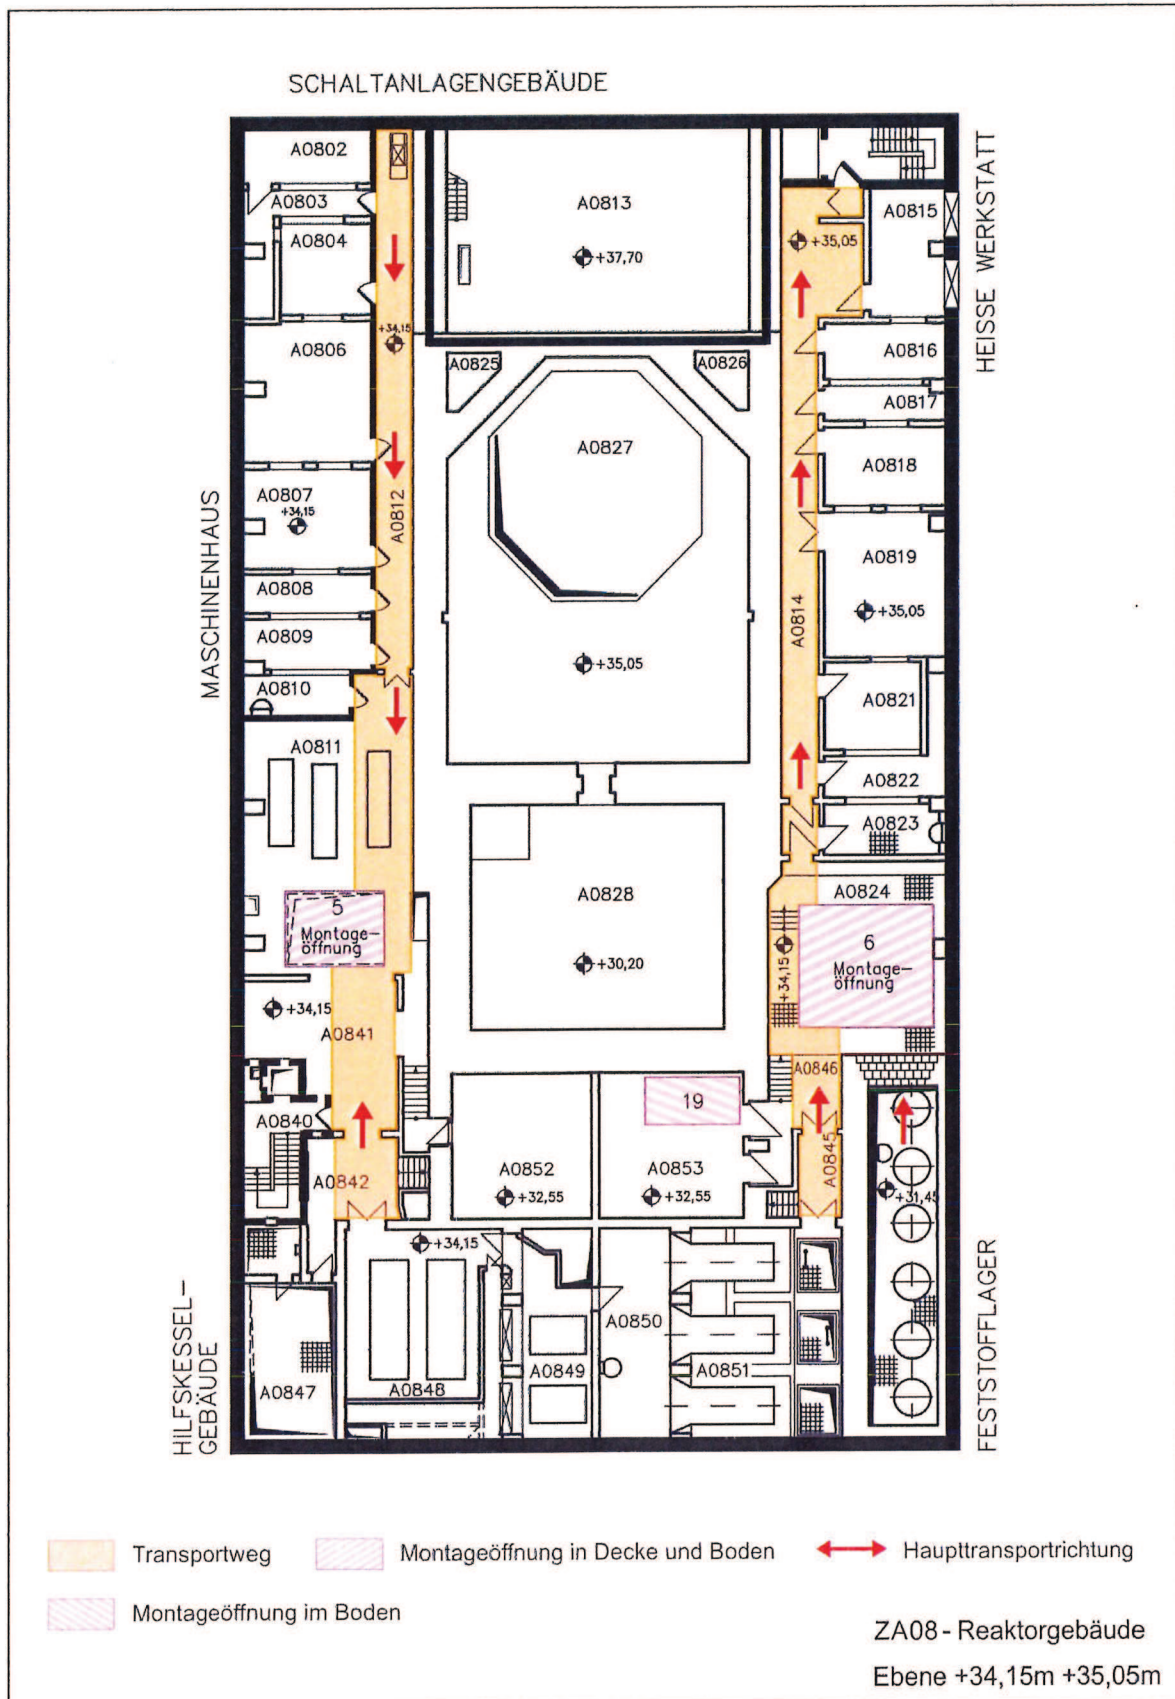 SCHALTANLAGENGEBÄUDE
HEISSE WERKSTATT
MASCHINENHAUS
HILFSKESSEL-
GEBÄUDE
FESTSTOFFLAGER
A0802
A0803
A0804
A0806
A0807
+34,15
A0808
A0809
A0810
A0811
5
Montage-
öffnung
+34,15
A0841
A0840
A0842
A0847
+34,15
A0812
A0813
+37,70
A0825
A0826
A0827
+35,05
A0828
+30,20
A0852
+32,55
19
A0853
+32,55
+34,15
A0848
A0849
A0850
A0851
+35,05
A0814
A0815
A0816
A0817
A0818
A0819
+35,05
A0821
A0822
A0823
A0824
6
Montage-
öffnung
+34,15
A0846
A0845
+31,45
Transportweg
Montageöffnung in Decke und Boden
Haupttransportrichtung
Montageöffnung im Boden
ZA08 - Reaktorgebäude
Ebene +34,15m +35,05m